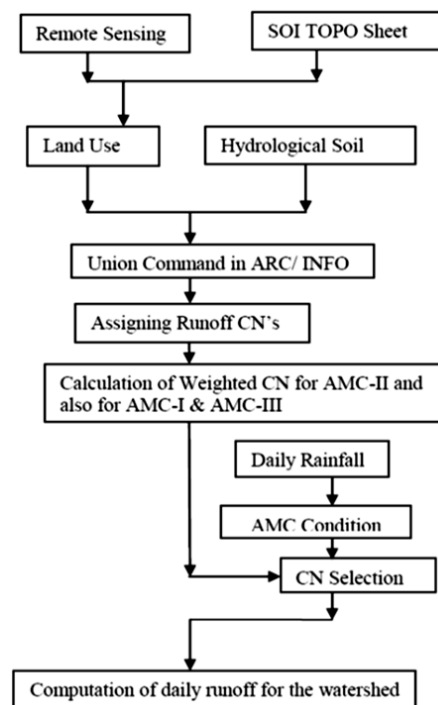 Remote Sensing
SOI TOPO Sheet
Land Use
Hydrological Soil
Union Command in ARC/ INFO
Assigning Runoff CN's
Calculation of Weighted CN for AMC-II and
also for AMC-I & AMC-III
Daily Rainfall
AMC Condition
CN Selection
Computation of daily runoff for the watershed